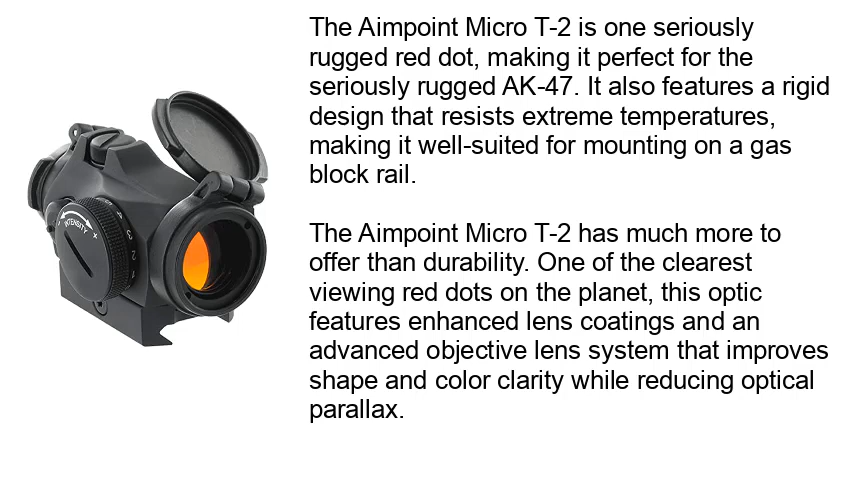 The Aimpoint Micro T-2 is one seriously
rugged red dot, making it perfect for the
seriously rugged AK-47. It also features a rigid
design that resists extreme temperatures,
making it well-suited for mounting on a gas
block rail.
The Aimpoint Micro T-2 has much more to
offer than durability. One of the clearest
viewing red dots on the planet, this optic
features enhanced lens coatings and an
advanced objective lens system that improves
shape and color clarity while reducing optical
parallax.
INTENSITY
- +
4 3 2